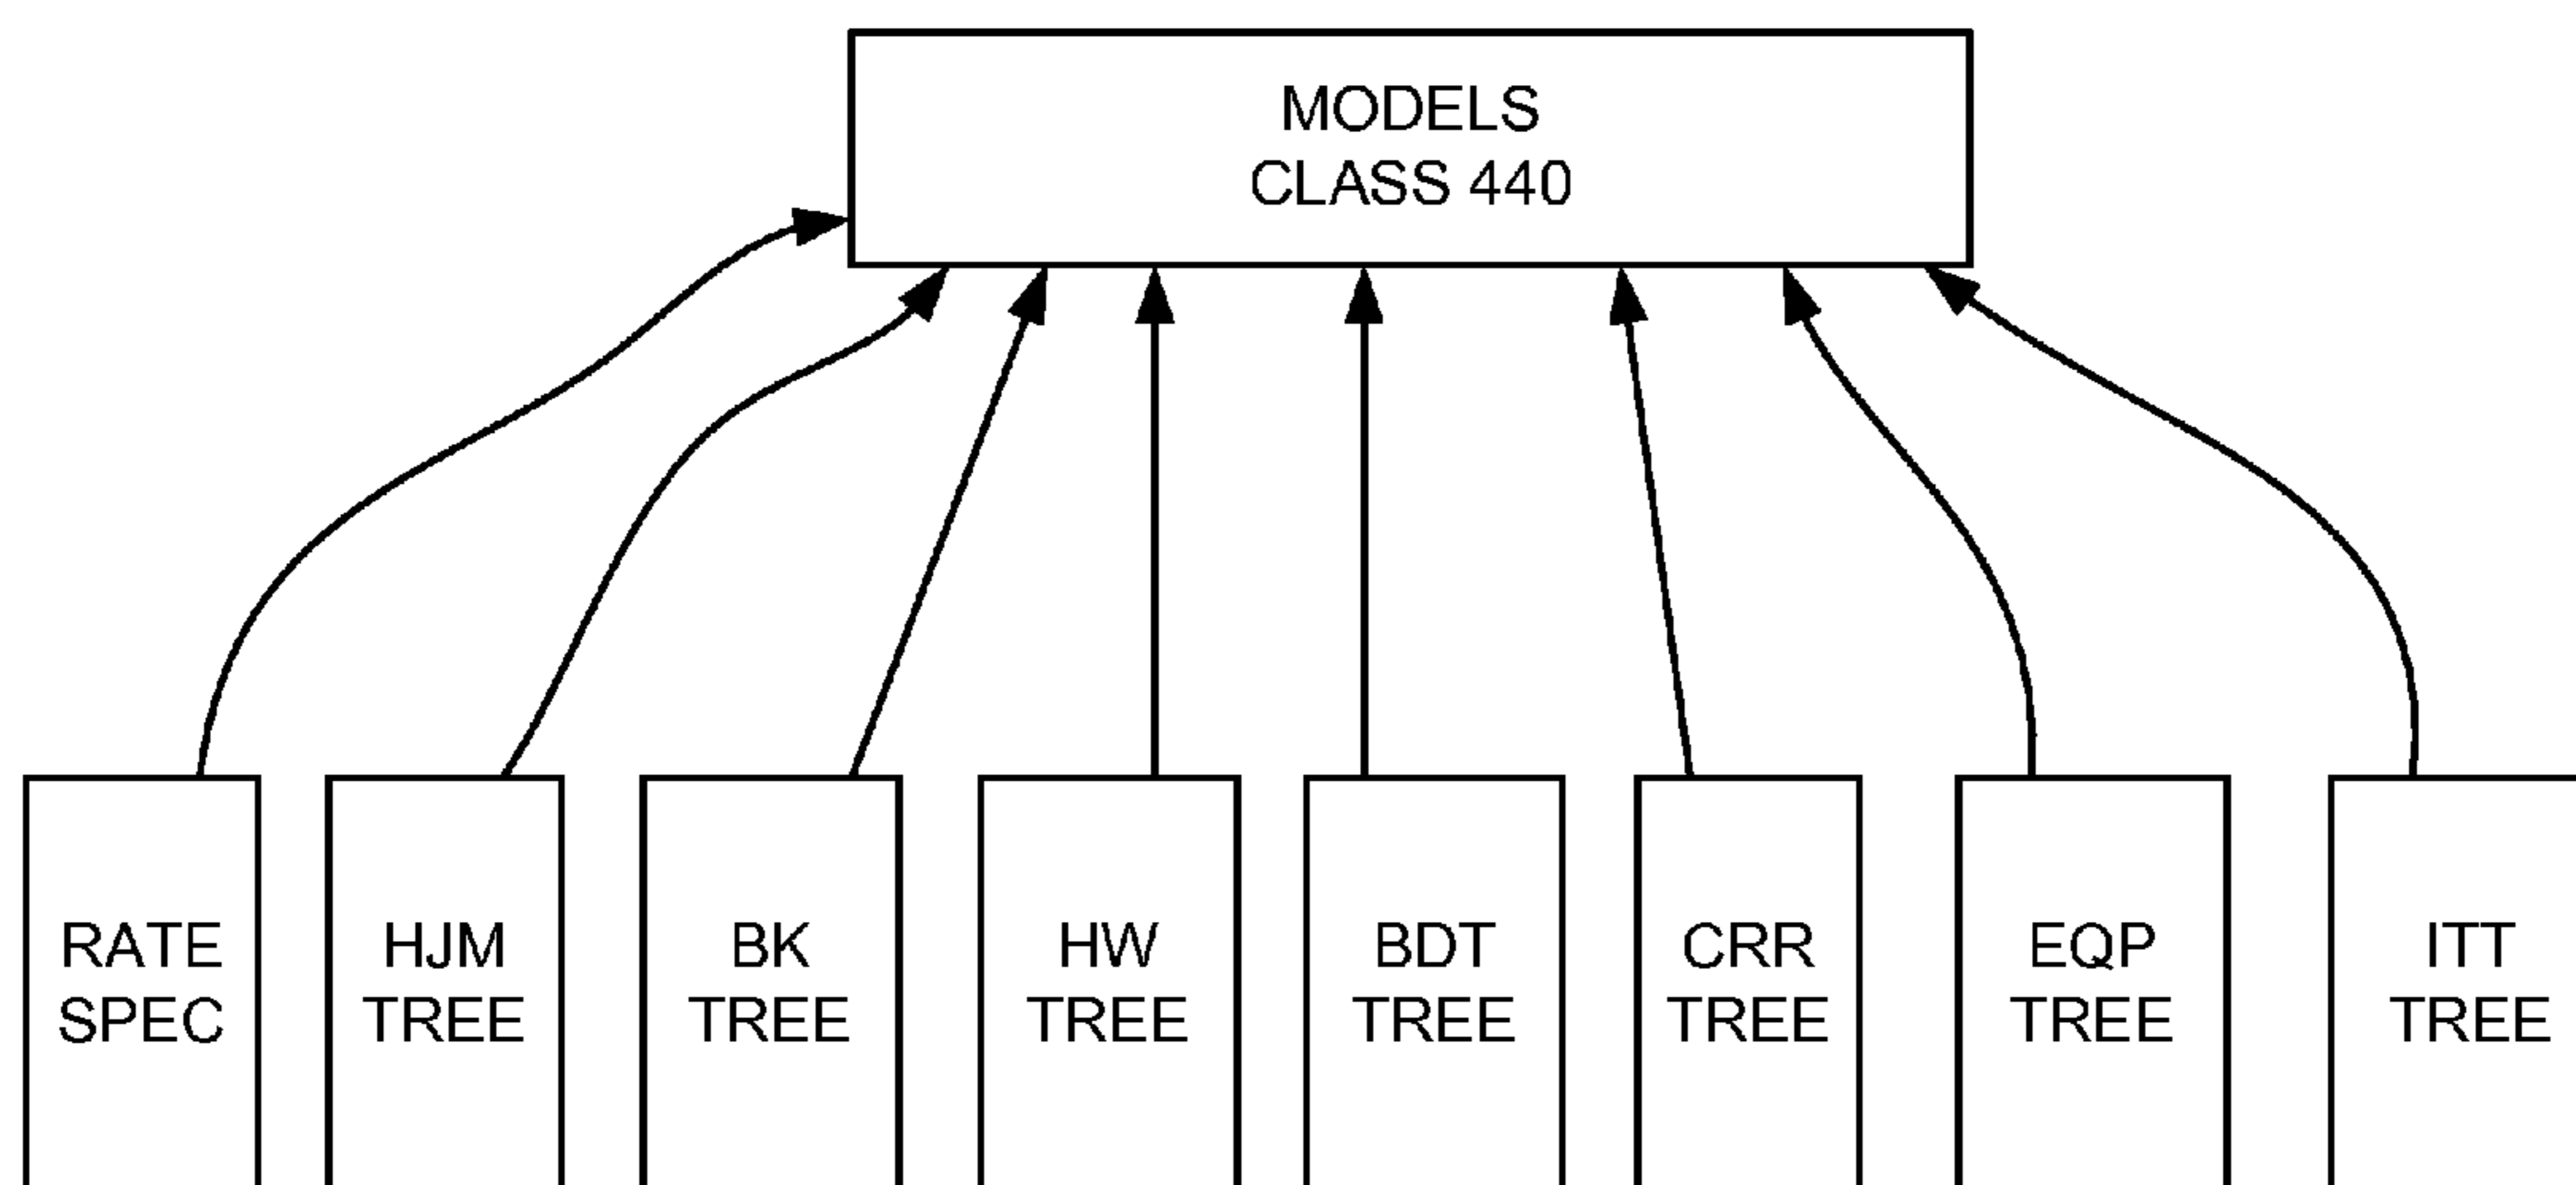 MODELS
CLASS 440
RATE
SPEC
HJM
TREE
BK
TREE
HW
TREE
BDT
TREE
CRR
TREE
EQP
TREE
ITT
TREE